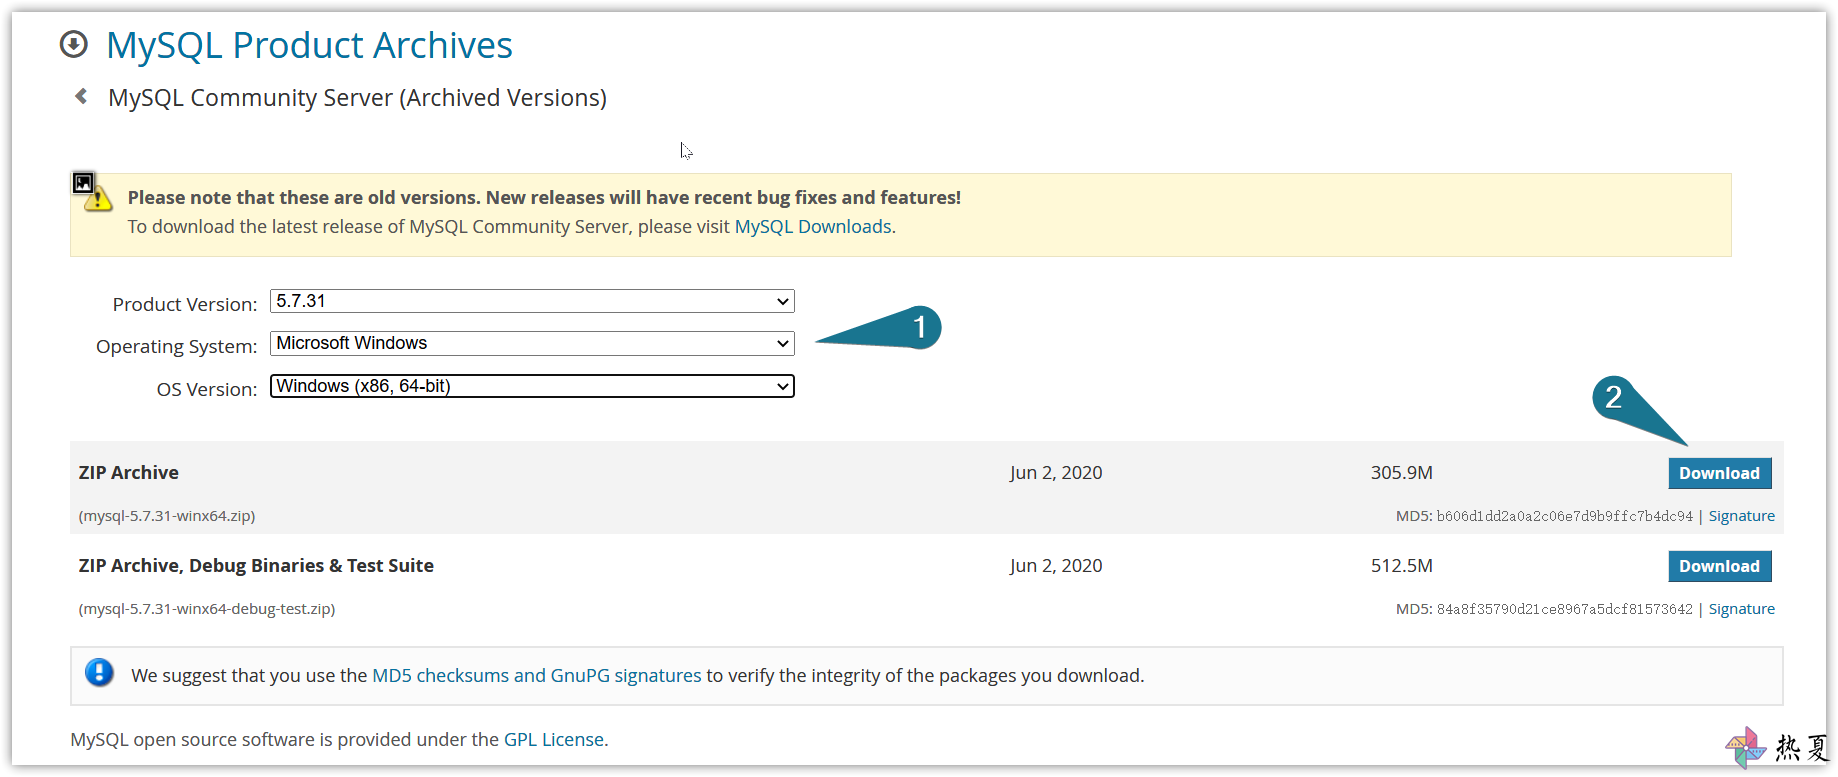 MySQL Product Archives
MySQL Community Server (Archived Versions)
Please note that these are old versions. New releases will have recent bug fixes and features!
To download the latest release of MySQL Community Server, please visit MySQL Downloads.
Product Version: 5.7.31
Operating System: Microsoft Windows
1
OS Version: Windows (x86, 64-bit)
2
ZIP Archive Jun 2, 2020 305.9M Download
(mysql-5.7.31-winx64.zip) MD5: b606d1dd2a0a2c06e7d9b9ffc7b4dc94 | Signature
ZIP Archive, Debug Binaries & Test Suite Jun 2, 2020 512.5M Download
(mysql-5.7.31-winx64-debug-test.zip) MD5: 84a8f35790d21ce8967a5dcf81573642 | Signature
We suggest that you use the MD5 checksums and GnuPG signatures to verify the integrity of the packages you download.
MySQL open source software is provided under the GPL License.
热夏